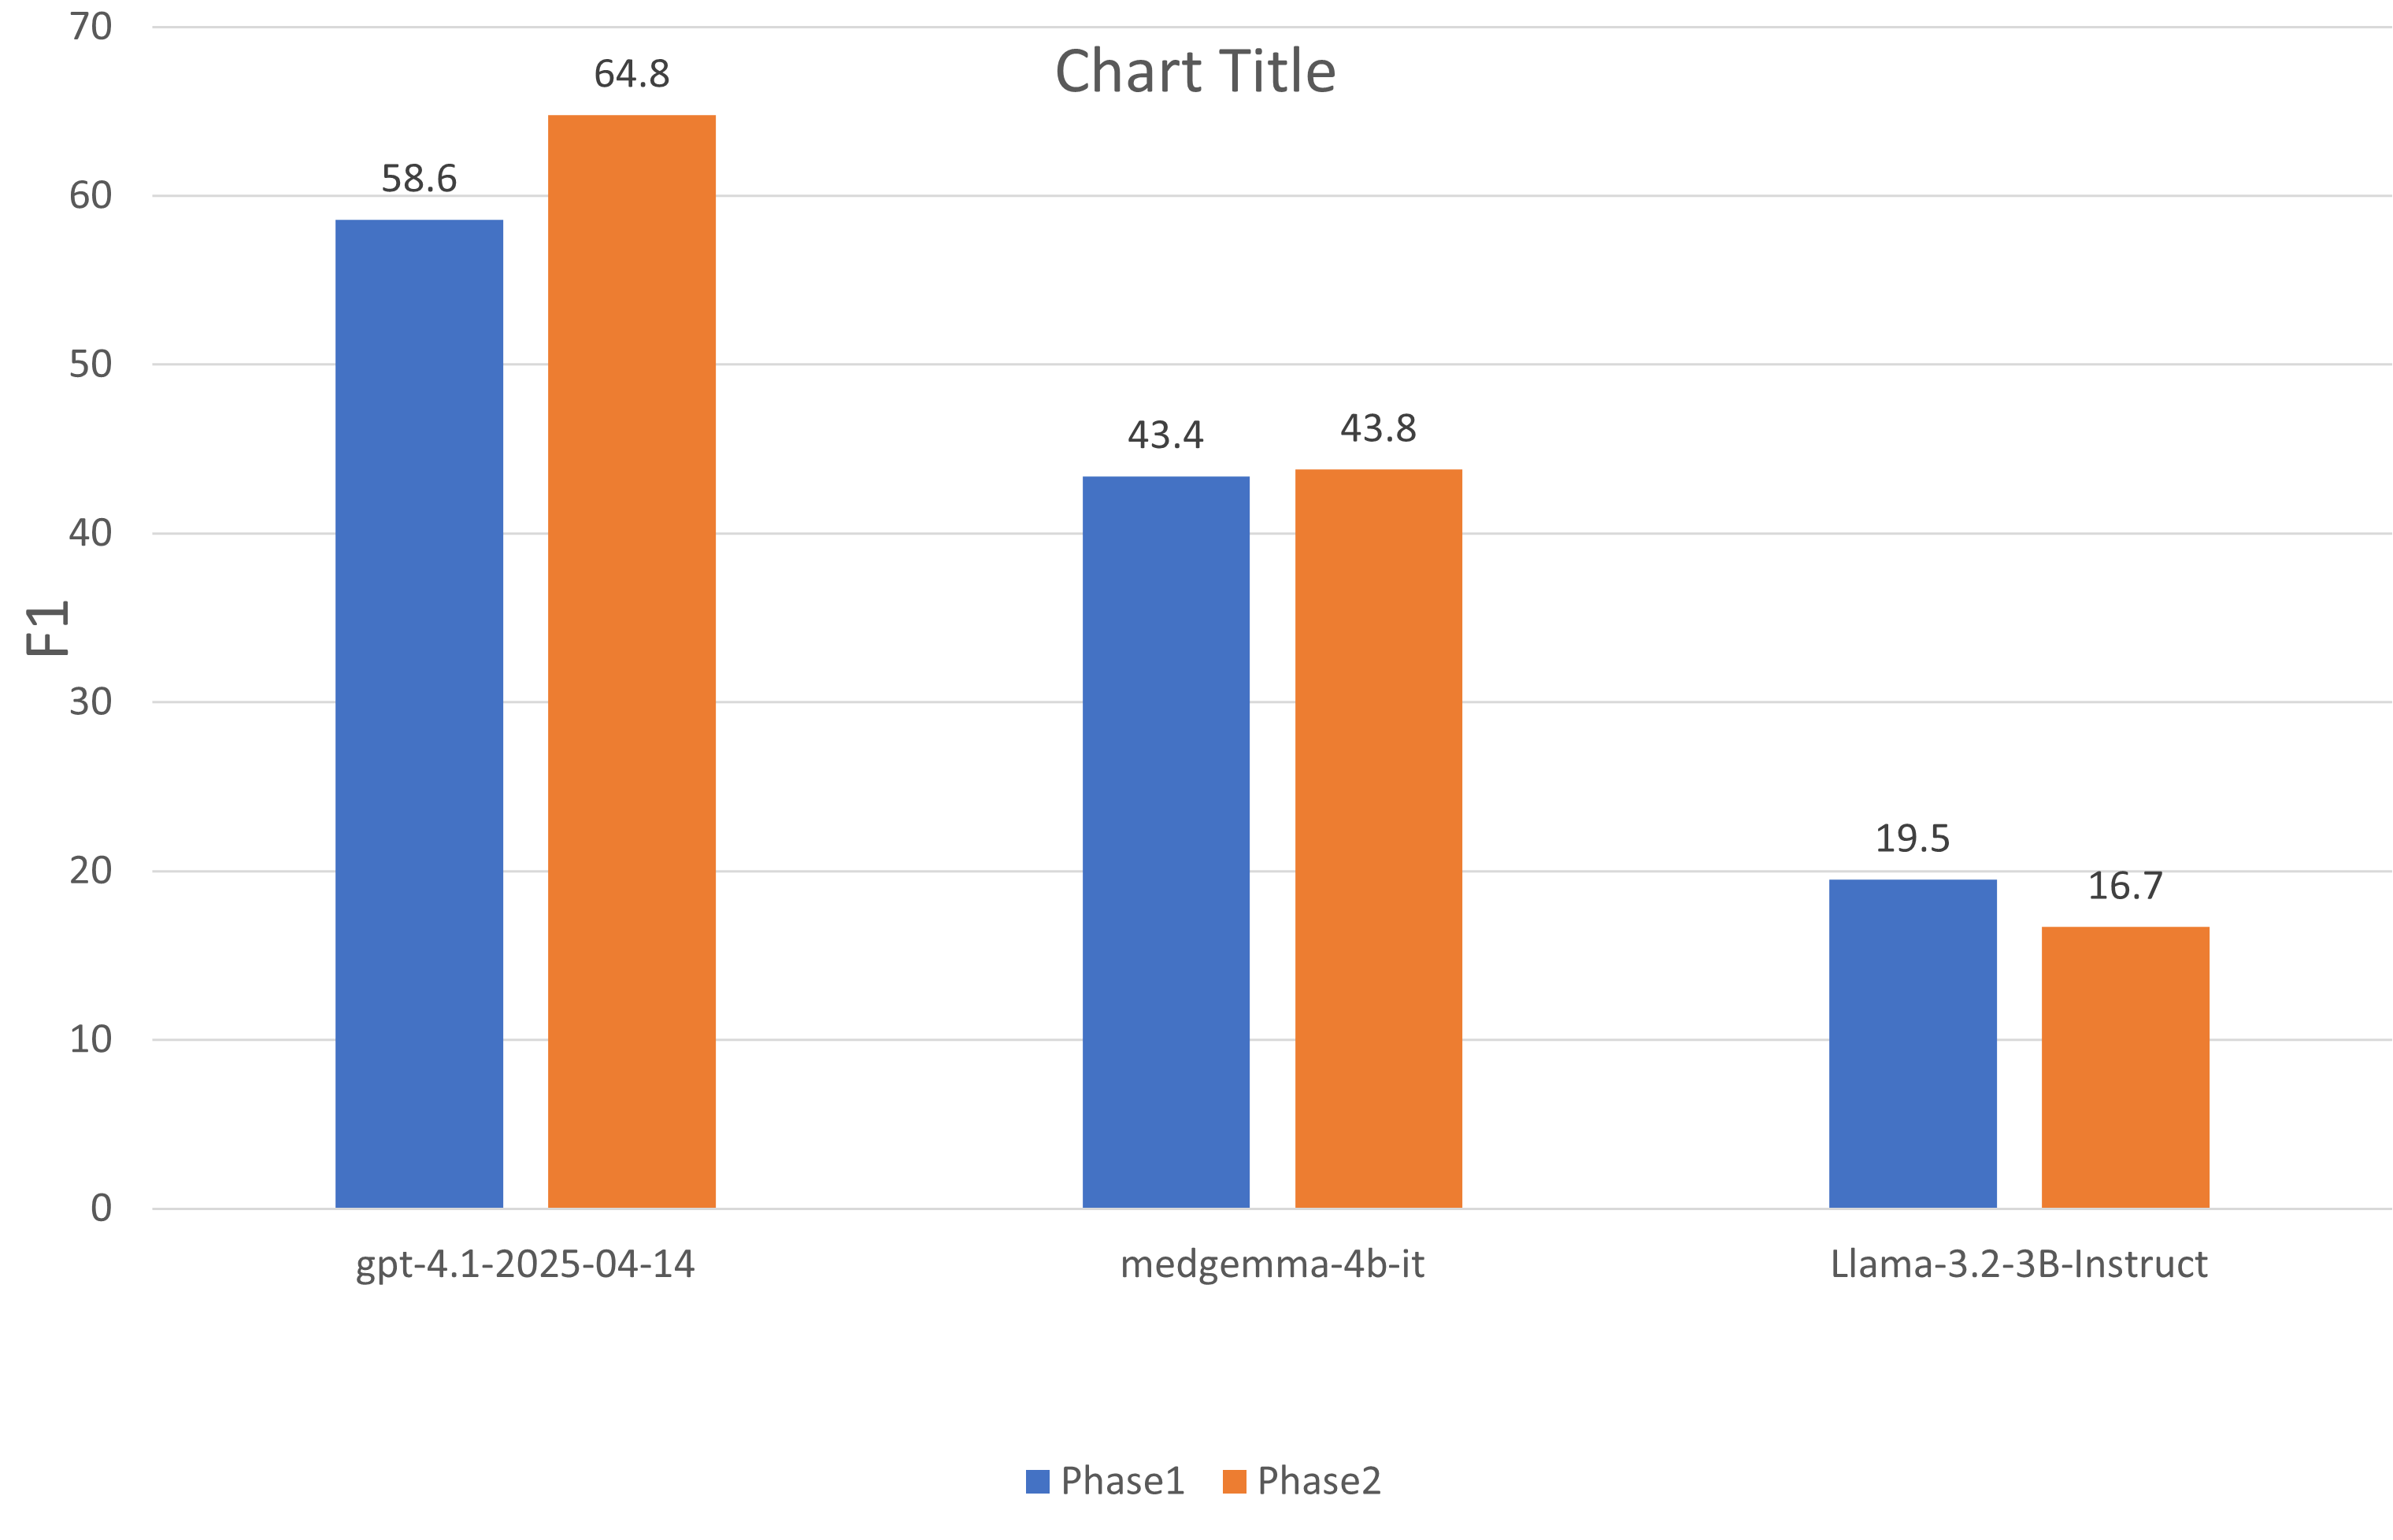 Chart Title
F1
70
60
50
40
30
20
10
0
58.6
64.8
43.4
43.8
19.5
16.7
gpt-4.1-2025-04-14
medgemma-4b-it
Llama-3.2-3B-Instruct
Phase1
Phase2